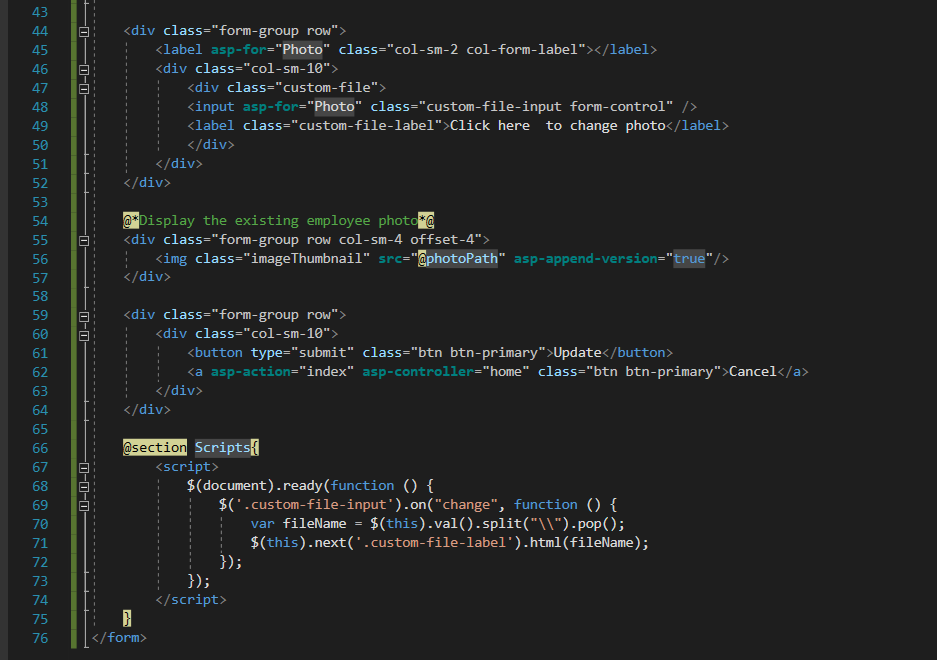 43
44 <div class="form-group row">
45 <label asp-for="Photo" class="col-sm-2 col-form-label"></label>
46 <div class="col-sm-10">
47 <div class="custom-file">
48 <input asp-for="Photo" class="custom-file-input form-control" />
49 <label class="custom-file-label">Click here  to change photo</label>
50 </div>
51 </div>
52 </div>
53
54 @*Display the existing employee photo*@
55 <div class="form-group row col-sm-4 offset-4">
56 <img class="imageThumbnail" src="@photoPath" asp-append-version="true"/>
57 </div>
58
59 <div class="form-group row">
60 <div class="col-sm-10">
61 <button type="submit" class="btn btn-primary">Update</button>
62 <a asp-action="index" asp-controller="home" class="btn btn-primary">Cancel</a>
63 </div>
64 </div>
65
66 @section Scripts{
67 <script>
68 $(document).ready(function () {
69 $('.custom-file-input').on("change", function () {
70 var fileName = $(this).val().split("\\").pop();
71 $(this).next('.custom-file-label').html(fileName);
72 });
73 });
74 </script>
75 }
76 </form>